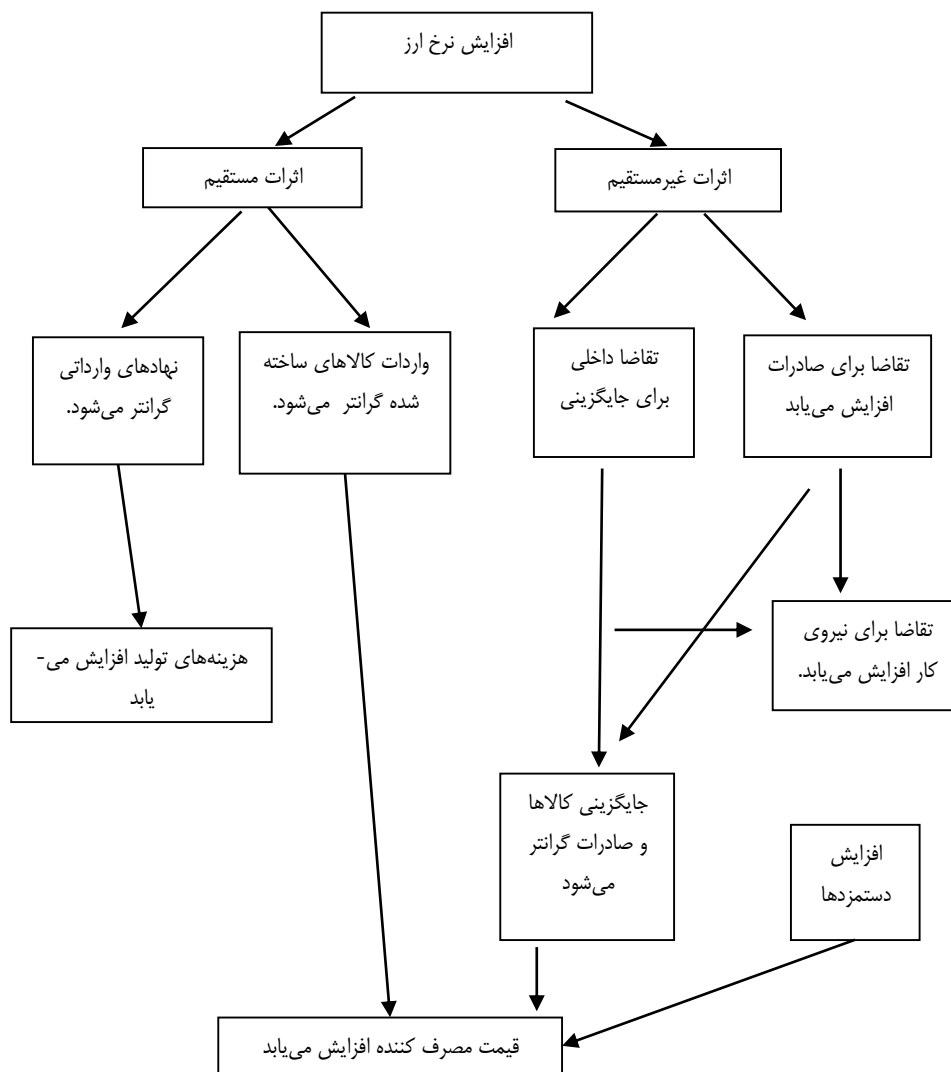 افزایش نرخ ارز
اثرات غیرمستقیم
اثرات مستقیم
تقاضا برای صادرات
افزایش می‌یابد
تقاضا داخلی
برای جایگزینی
واردات کالاهای ساخته
شده گرانتر می‌شود.
نهادهای وارداتی
گرانتر می‌شود.
تقاضا برای نیروی
کار افزایش می‌یابد.
هزینه‌های تولید افزایش می-
یابد
جایگزینی کالاها
و صادرات گرانتر
می‌شود
افزایش
دستمزدها
قیمت مصرف کننده افزایش می‌یابد